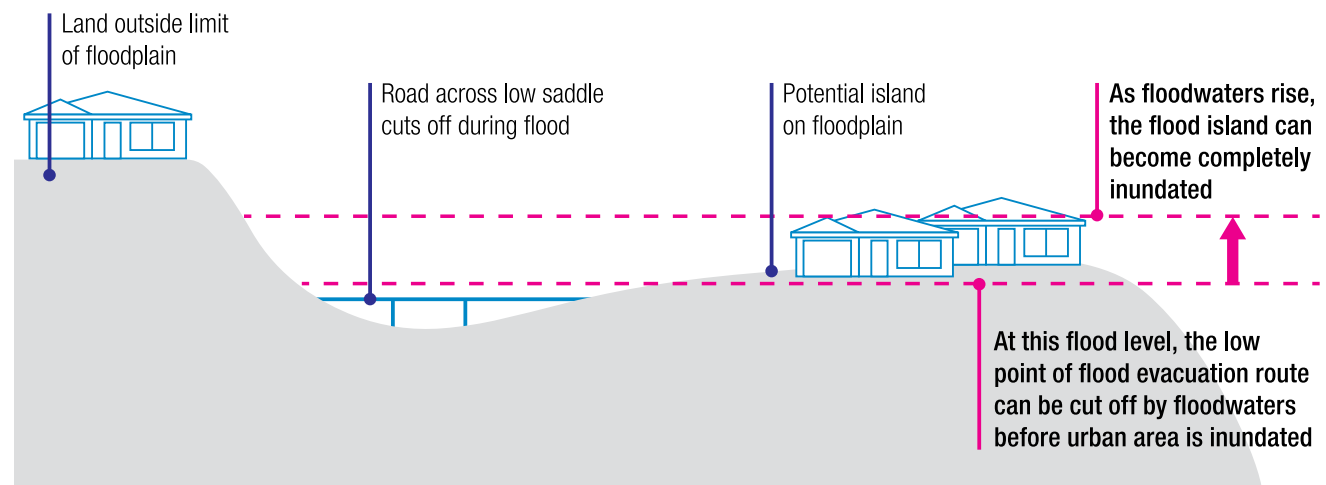 Land outside limit
of floodplain
Road across low saddle
cuts off during flood
Potential island
on floodplain
As floodwaters rise,
the flood island can
become completely
inundated
At this flood level, the low
point of flood evacuation route
can be cut off by floodwaters
before urban area is inundated